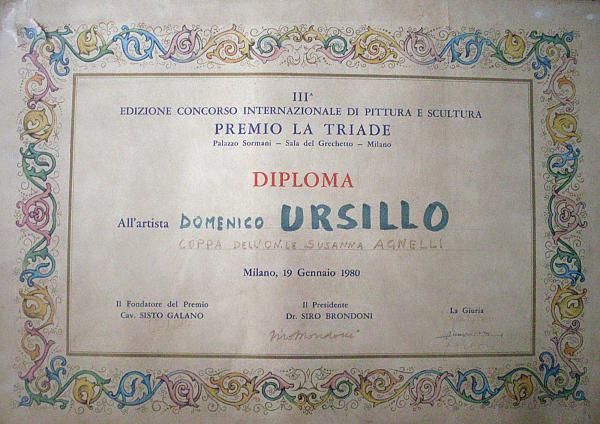 IIIª
EDIZIONE CONCORSO INTERNAZIONALE DI PITTURA E SCULTURA
PREMIO LA TRIADE
Palazzo Sormani — Sala del Grechetto — Milano
DIPLOMA
All'artista DOMENICO URSILLO
COPPA DELL'ON.LE SUSANNA AGNELLI
Milano, 19 Gennaio 1980
Il Fondatore del Premio
Cav. SISTO GALANO
Il Presidente
Dr. SIRO BRONDONI
La Giuria